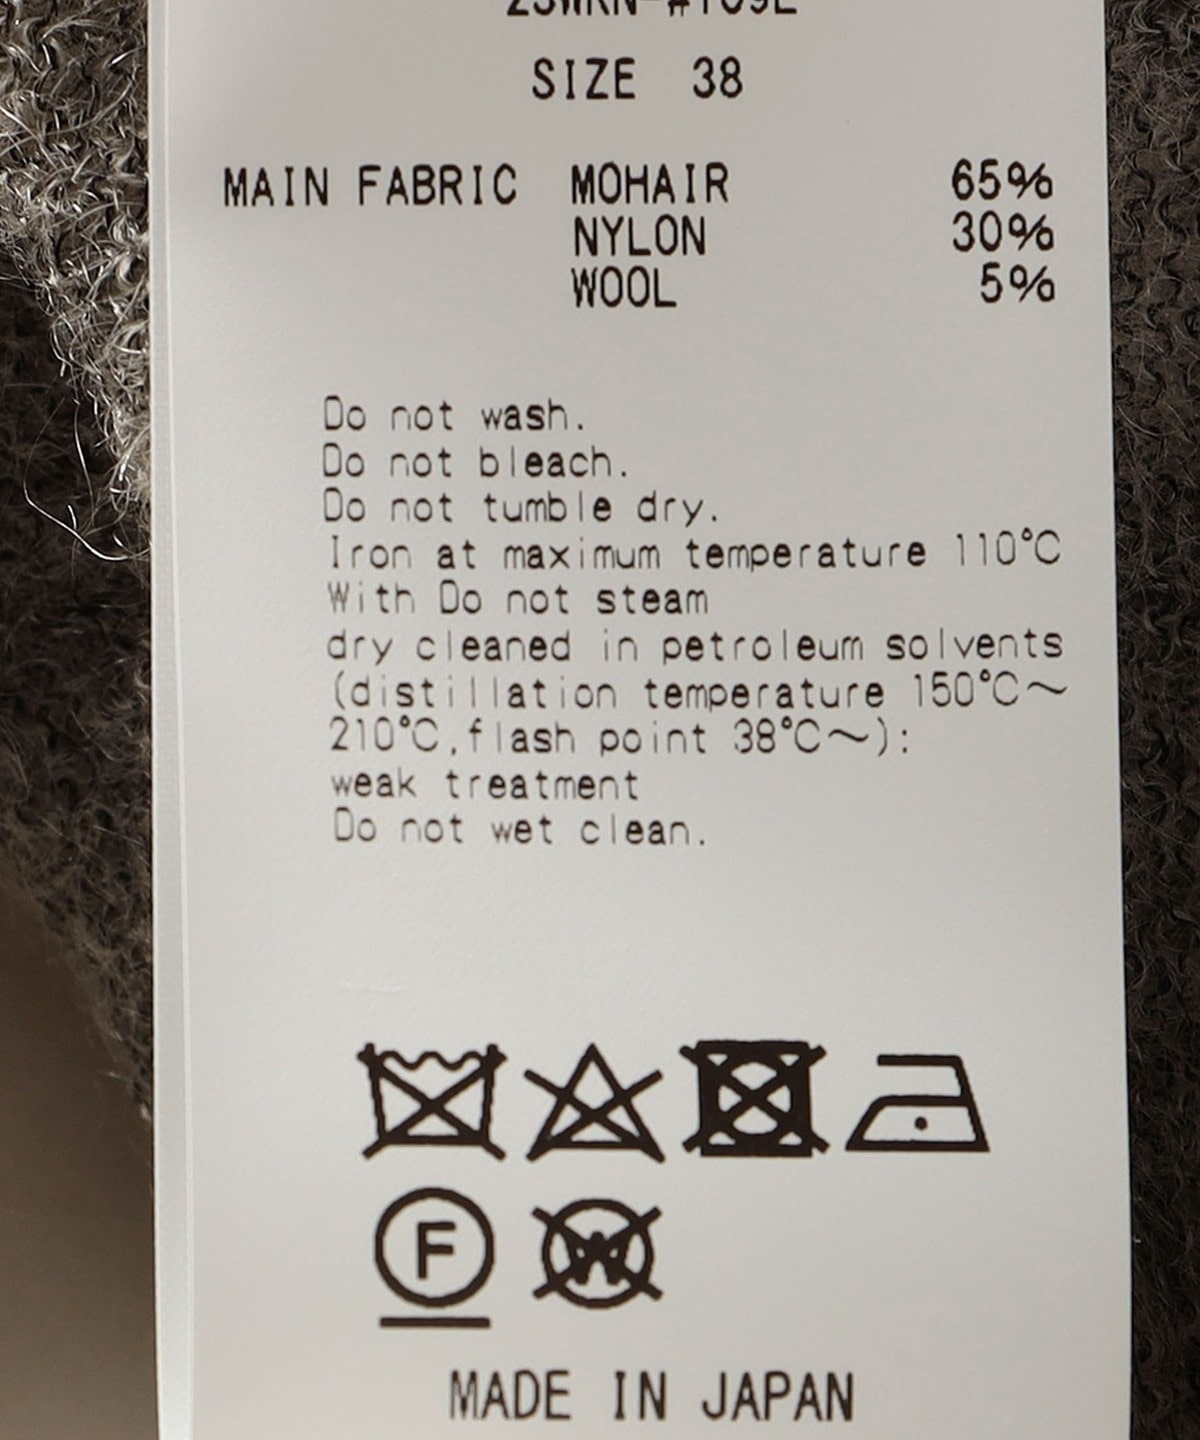 SIZE 38
MAIN FABRIC MOHAIR 65%
NYLON 30%
WOOL 5%
Do not wash.
Do not bleach.
Do not tumble dry.
Iron at maximum temperature 110°C
With Do not steam
dry cleaned in petroleum solvents
(distillation temperature 150°C～
210°C,flash point 38°C～):
weak treatment
Do not wet clean.
F W
MADE IN JAPAN